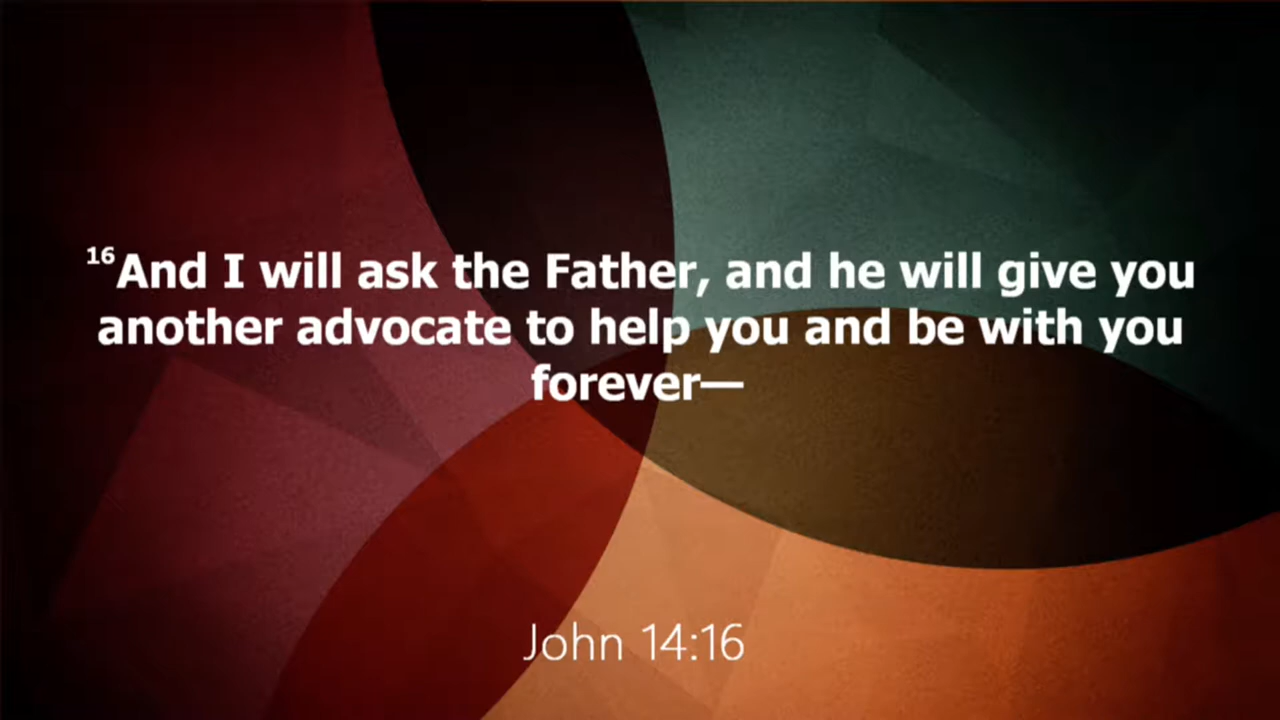 16And I will ask the Father, and he will give you
another advocate to help you and be with you
forever—
John 14:16